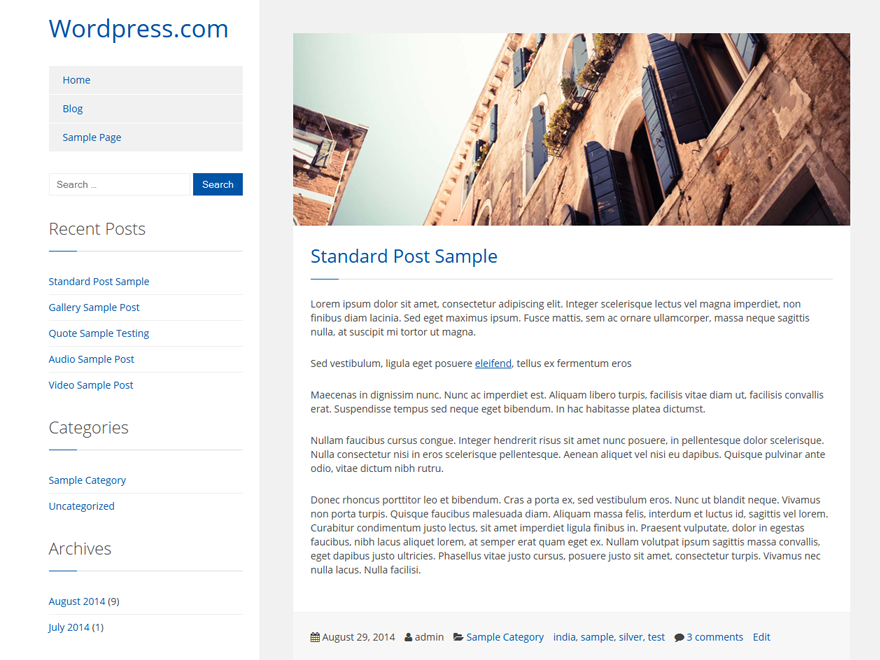 Wordpress.com
Home
Blog
Sample Page
Search ..
Search
Recent Posts
Standard Post Sample
Gallery Sample Post
Quote Sample Testing
Audio Sample Post
Video Sample Post
Categories
Sample Category
Uncategorized
Archives
August 2014 (9)
July 2014 (1)
Standard Post Sample
Lorem ipsum dolor sit amet, consectetur adipiscing elit. Integer scelerisque lectus vel magna imperdiet, non
finibus diam lacinia. Sed eget maximus ipsum. Fusce mattis, sem ac ornare ullamcorper, massa neque sagittis
nulla, at suscipit mi tortor ut magna.
Sed vestibulum, ligula eget posuere eleifend, tellus ex fermentum eros
Maecenas in dignissim nunc. Nunc ac imperdiet est. Aliquam libero turpis, facilisis vitae diam ut, facilisis convallis
erat. Suspendisse tempus sed neque eget bibendum. In hac habitasse platea dictumst.
Nullam faucibus cursus congue. Integer hendrerit risus sit amet nunc posuere, in pellentesque dolor scelerisque.
Nulla consectetur nisi in eros scelerisque pellentesque. Aenean aliquet vel nisi eu dapibus. Quisque pulvinar ante
odio, vitae dictum nibh rutru.
Donec rhoncus porttitor leo et bibendum. Cras a porta ex, sed vestibulum eros. Nunc ut blandit neque. Vivamus
non porta turpis. Quisque faucibus malesuada diam. Aliquam massa felis, interdum et luctus id, sagittis vel lorem.
Curabitur condimentum justo lectus, sit amet imperdiet ligula finibus in. Praesent vulputate, dolor in egestas
faucibus, nibh lacus aliquet lorem, at semper erat quam eget ex. Nullam volutpat ipsum sagittis massa convallis,
eget dapibus justo ultricies. Phasellus vitae justo cursus, posuere justo sit amet, consectetur turpis. Vivamus nec
nulla lacus. Nulla facilisi.
August 29, 2014 admin Sample Category india, sample, silver, test 3 comments Edit